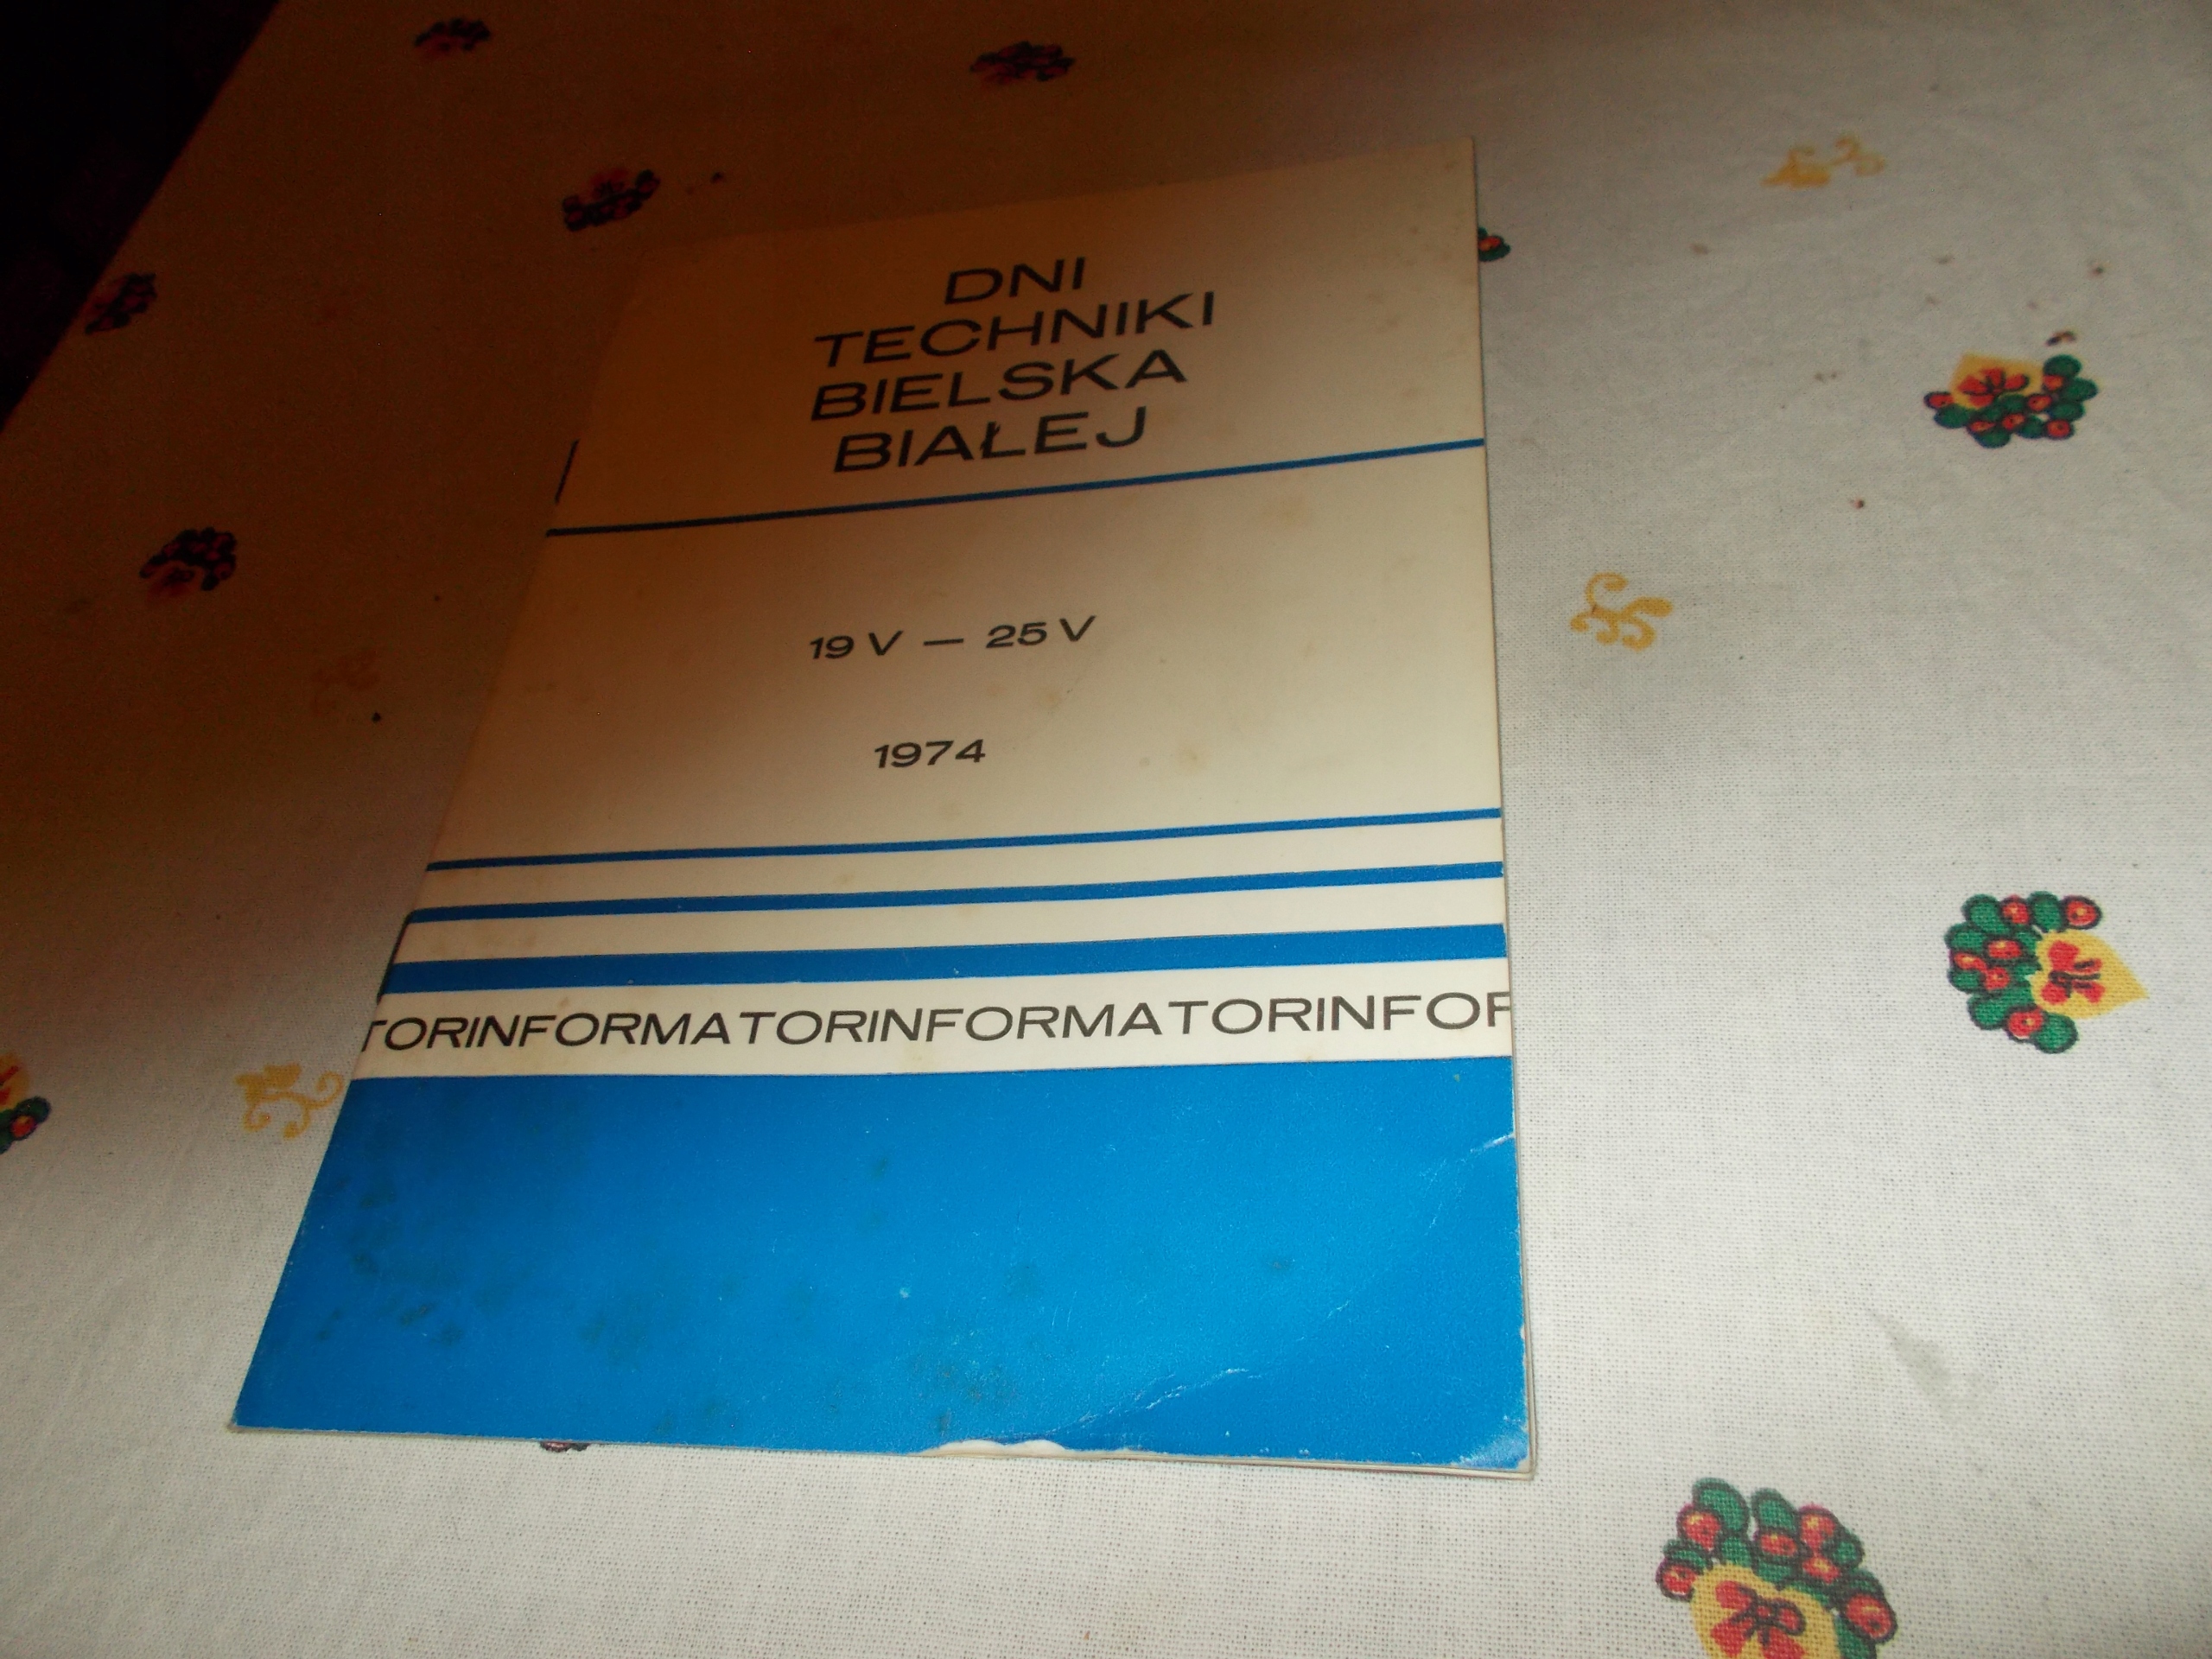 DNI
TECHNIKI
BIELSKA
BIAŁEJ
19 V — 25 V
1974
TORINFORMATORINFORMATORINFOR